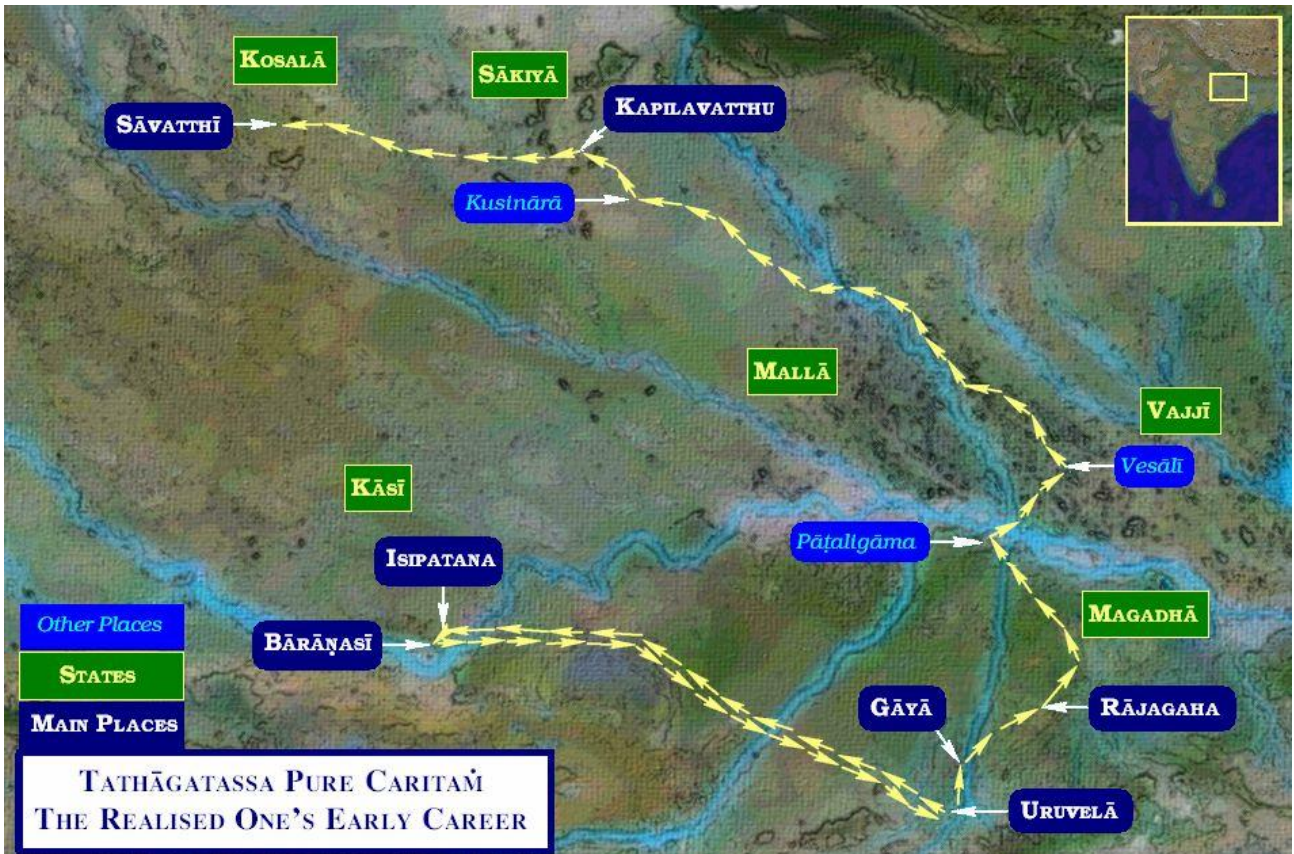 Kosalā
Sākiyā
Kapilavatthu
Sāvatthī
Kusinārā
Mallā
Vajjī
Vesālī
Kāsī
Pāṭaligāma
Isipatana
Magadhā
Bārāṇasī
Gāyā
Rājagaha
Uruvelā
Other Places
States
Main Places
Tathāgatassa Pure Caritaṁ
The Realised One's Early Career